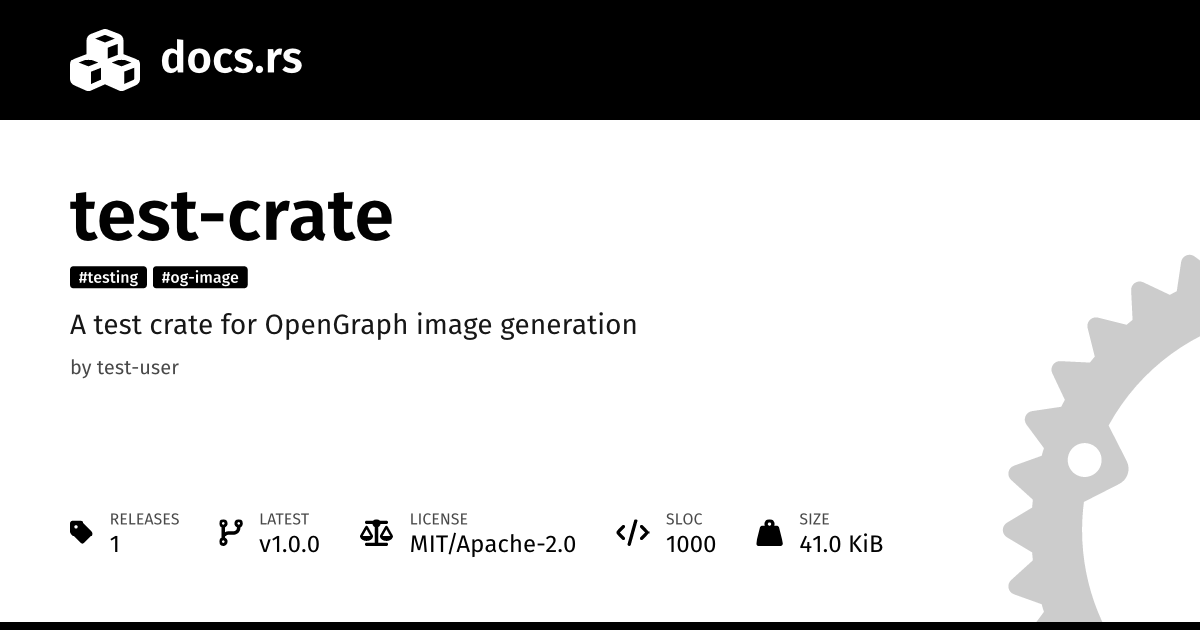 docs.rs
test-crate
#testing #og-image
A test crate for OpenGraph image generation
by test-user
RELEASES LATEST LICENSE SLOC SIZE
1 v1.0.0 MIT/Apache-2.0 1000 41.0 KiB